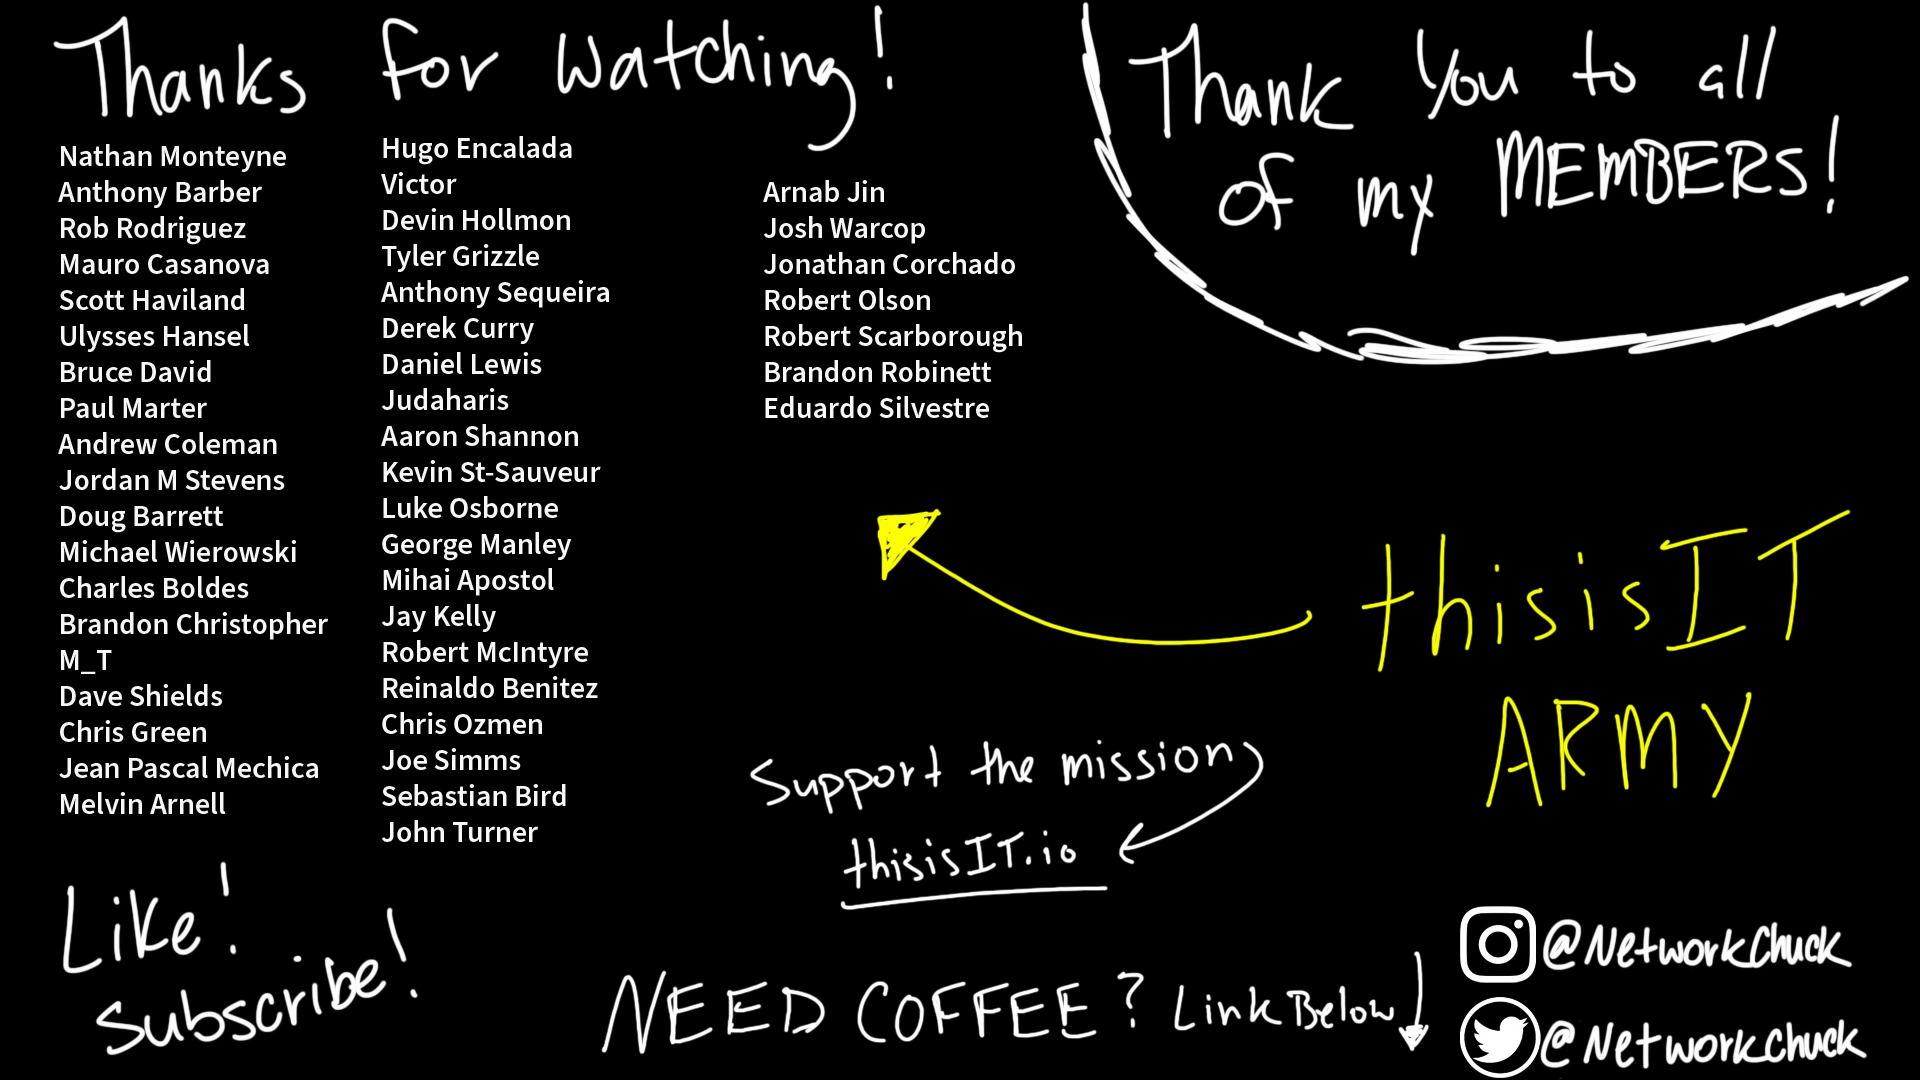 Thanks for watching!
Nathan Monteyne
Anthony Barber
Rob Rodriguez
Mauro Casanova
Scott Haviland
Ulysses Hansel
Bruce David
Paul Marter
Andrew Coleman
Jordan M Stevens
Doug Barrett
Michael Wierowski
Charles Boldes
Brandon Christopher
M_T
Dave Shields
Chris Green
Jean Pascal Mechica
Melvin Arnell
Hugo Encalada
Victor
Devin Hollmon
Tyler Grizzle
Anthony Sequeira
Derek Curry
Daniel Lewis
Judaharis
Aaron Shannon
Kevin St-Sauveur
Luke Osborne
George Manley
Mihai Apostol
Jay Kelly
Robert McIntyre
Reinaldo Benitez
Chris Ozmen
Joe Simms
Sebastian Bird
John Turner
Arnab Jin
Josh Warcop
Jonathan Corchado
Robert Olson
Robert Scarborough
Brandon Robinett
Eduardo Silvestre
Thank you to all
of my MEMBERS!
thisisIT
ARMY
Support the mission
thisisIT.io
Like!
Subscribe!
NEED COFFEE? Link Below
@NetworkChuck
@NetworkChuck